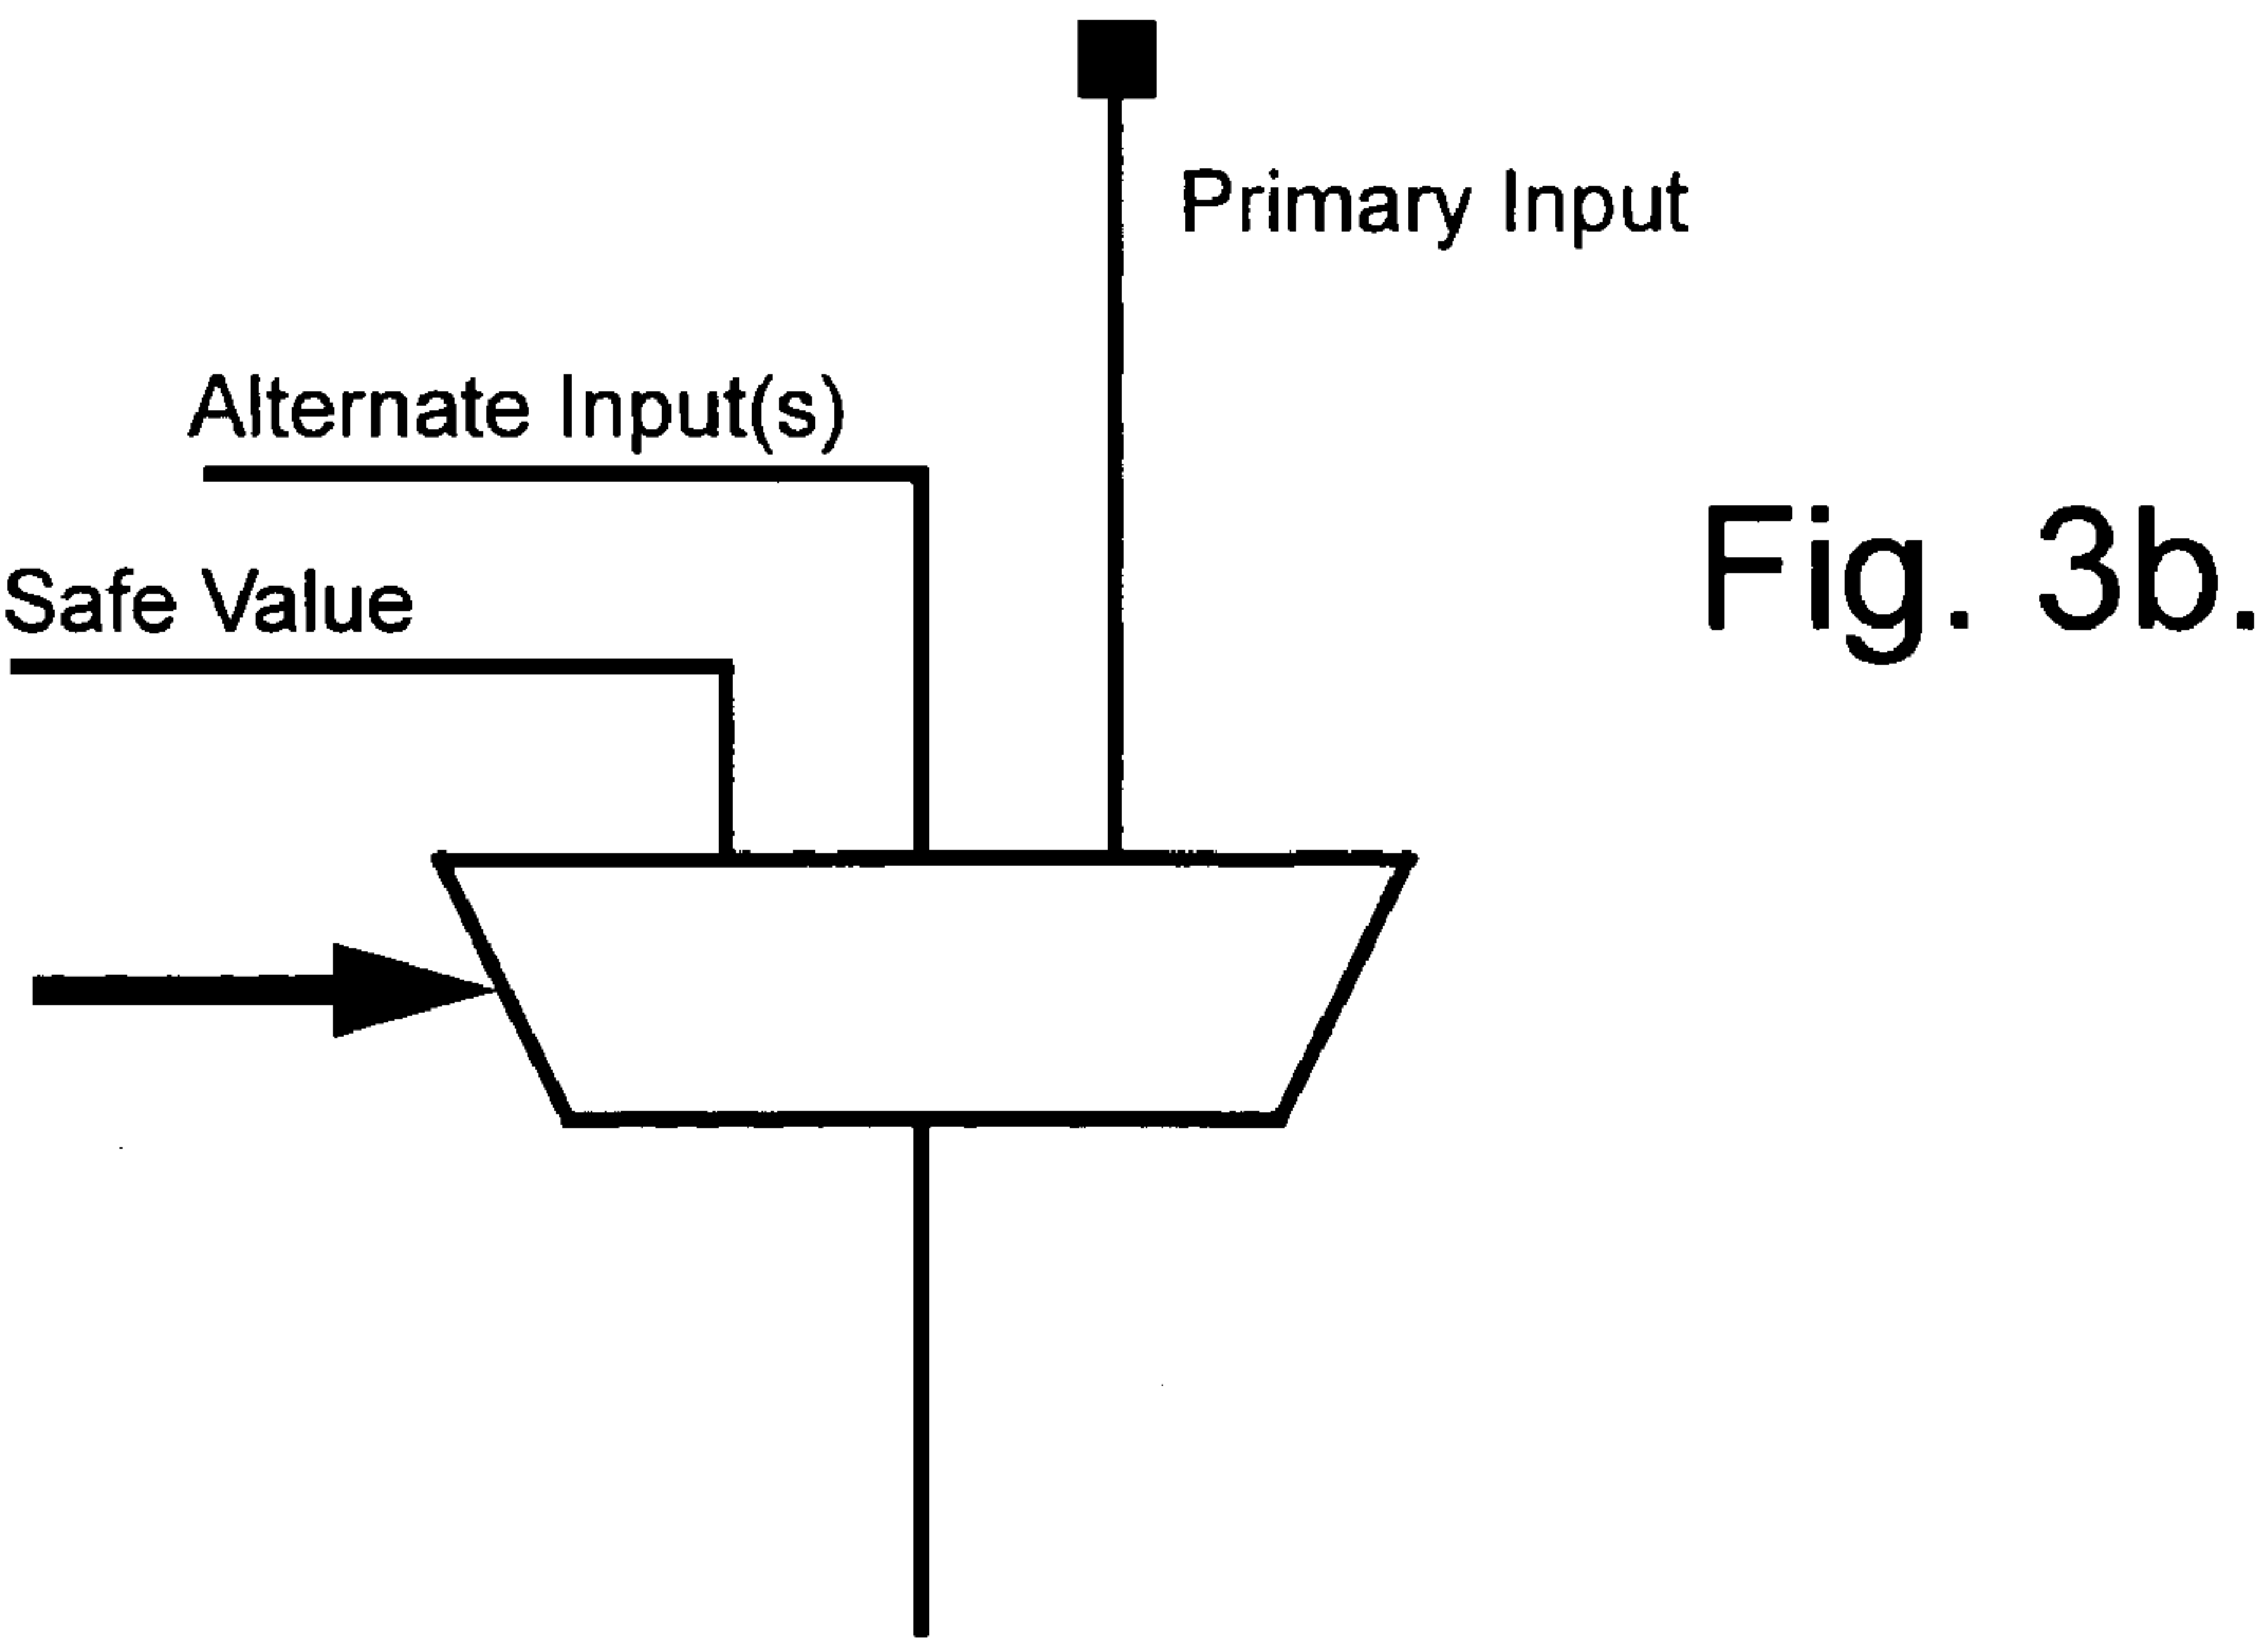 Primary Input
Alternate Input(s)
Safe Value
Fig. 3b.